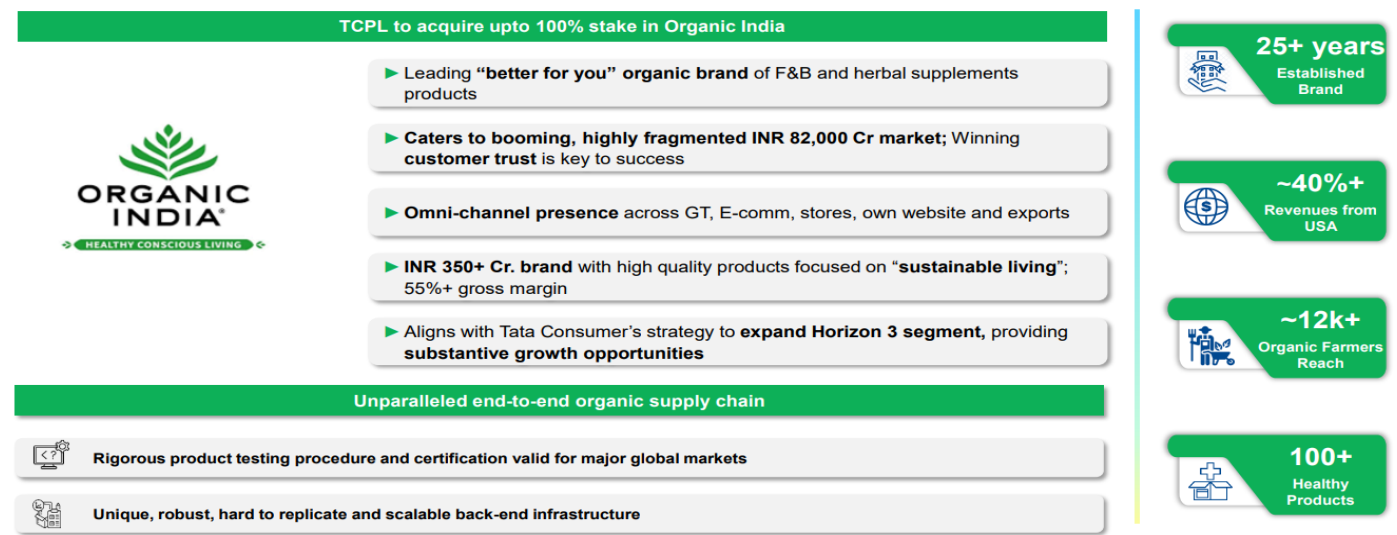 TCPL to acquire upto 100% stake in Organic India
ORGANIC
INDIA
HEALTHY CONSCIOUS LIVING
Leading “better for you” organic brand of F&B and herbal supplements
products
Caters to booming, highly fragmented INR 82,000 Cr market; Winning
customer trust is key to success
Omni-channel presence across GT, E-comm, stores, own website and exports
INR 350+ Cr. brand with high quality products focused on “sustainable living”;
55%+ gross margin
Aligns with Tata Consumer’s strategy to expand Horizon 3 segment, providing
substantive growth opportunities
Unparalleled end-to-end organic supply chain
<?
Rigorous product testing procedure and certification valid for major global markets
Unique, robust, hard to replicate and scalable back-end infrastructure
25+ years
Established
Brand
$
~40%+
Revenues from
USA
~12k+
Organic Farmers
Reach
100+
Healthy
Products